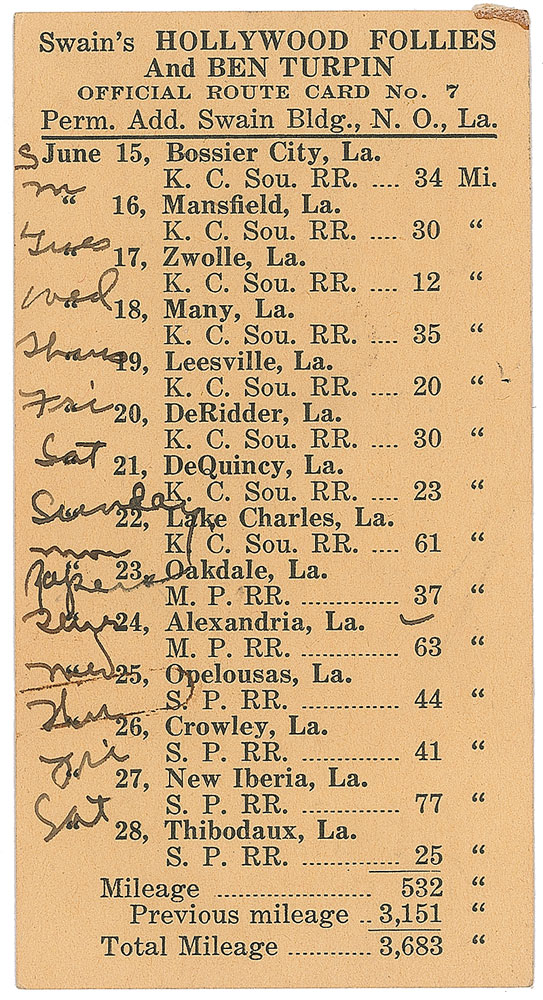 Swain's HOLLYWOOD FOLLIES
And BEN TURPIN
OFFICIAL ROUTE CARD No. 7
Perm. Add. Swain Bldg., N. O., La.
S June 15, Bossier City, La.
K. C. Sou. RR. .... 34 Mi.
m " 16, Mansfield, La.
K. C. Sou. RR. .... 30 "
Tues 17, Zwolle, La.
K. C. Sou. RR. .... 12 "
Wed " 18, Many, La.
K. C. Sou. RR. .... 35 "
Thurs 19, Leesville, La.
K. C. Sou. RR. .... 20 "
Fri 20, DeRidder, La.
K. C. Sou. RR. .... 30 "
Sat 21, DeQuincy, La.
K. C. Sou. RR. .... 23 "
Sunday 22, Lake Charles, La.
K. C. Sou. RR. .... 61 "
mon " 23, Oakdale, La.
M. P. RR. .............. 37 "
Tues 24, Alexandria, La.
M. P. RR. .............. 63 "
Wed 25, Opelousas, La.
S. P. RR. .............. 44 "
Thur 26, Crowley, La.
S. P. RR. .............. 41 "
Fri 27, New Iberia, La.
S. P. RR. .............. 77 "
Sat 28, Thibodaux, La.
S. P. RR. .............. 25 "
Mileage ...................... 532 "
Previous mileage .. 3,151 "
Total Mileage ............. 3,683 "